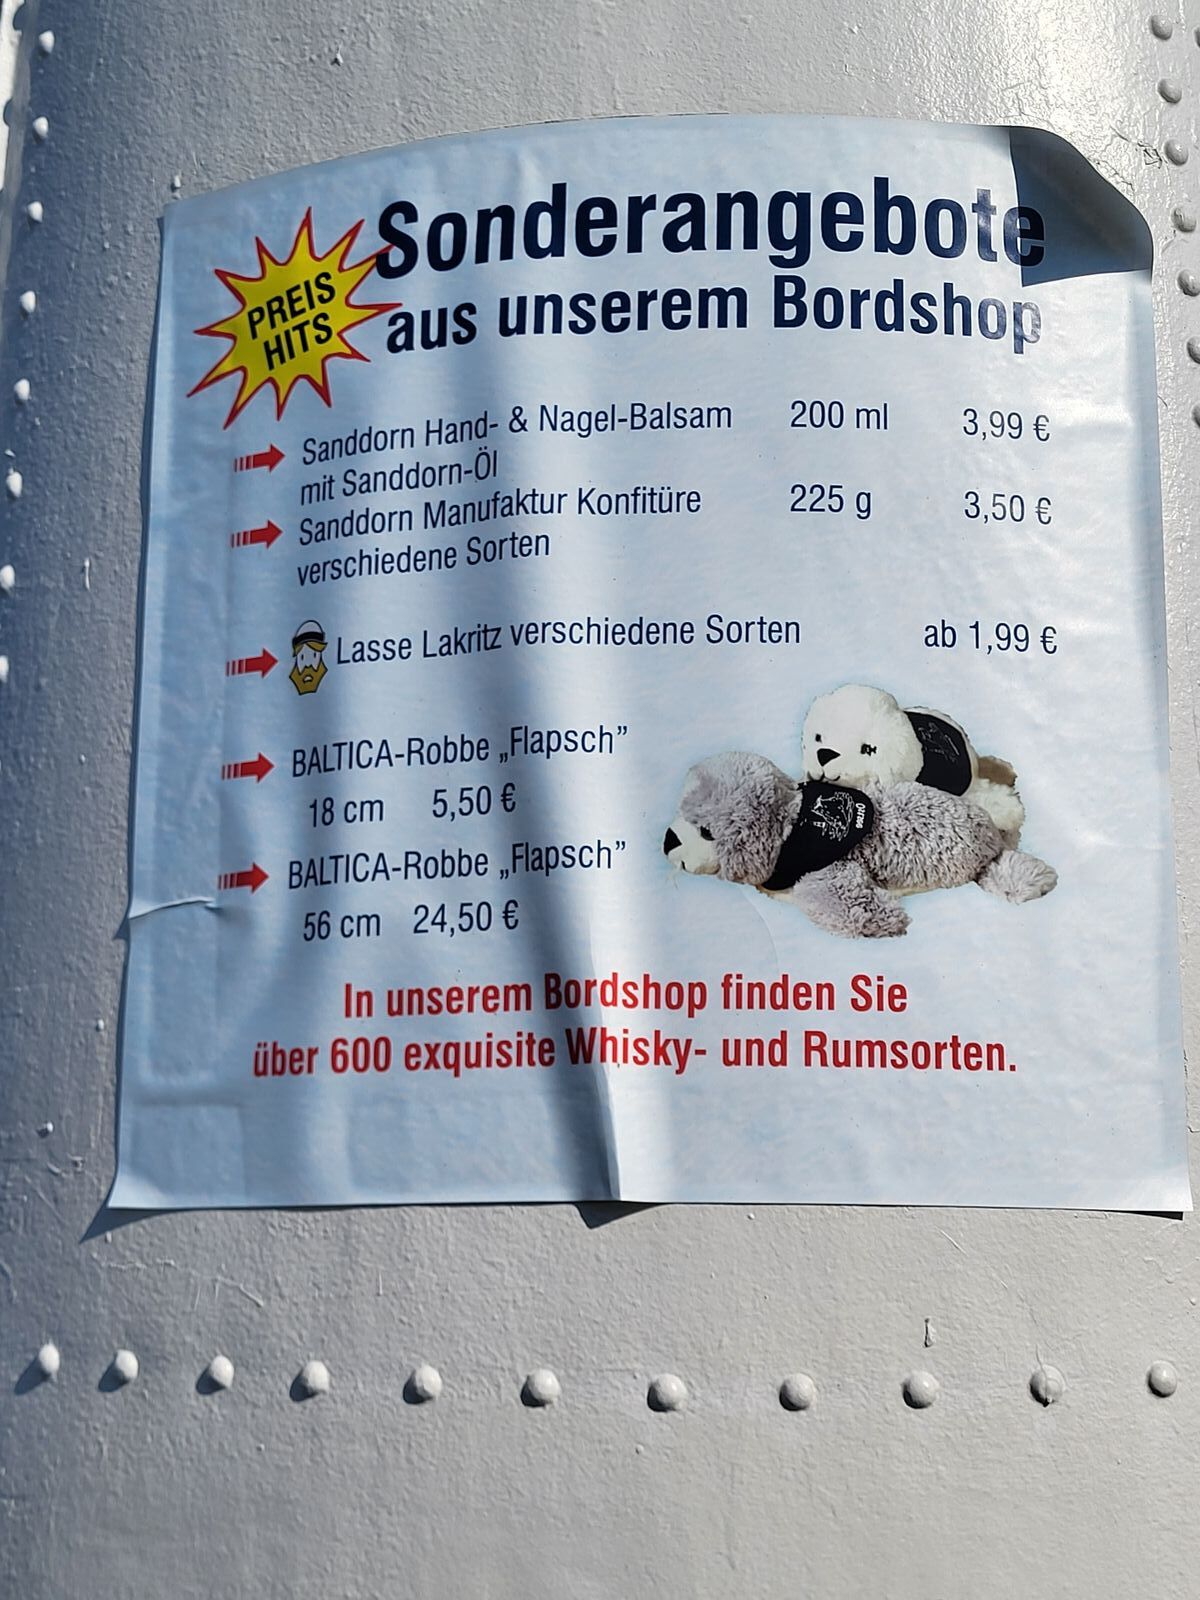 PREIS
HITS
Sonderangebote
aus unserem Bordshop
Sanddorn Hand- & Nagel-Balsam 200 ml 3,99 €
mit Sanddorn-Öl
Sanddorn Manufaktur Konfitüre 225 g 3,50 €
verschiedene Sorten
Lasse Lakritz verschiedene Sorten ab 1,99 €
BALTICA-Robbe „Flapsch”
18 cm 5,50 €
BALTICA-Robbe „Flapsch”
56 cm 24,50 €
In unserem Bordshop finden Sie
über 600 exquisite Whisky- und Rumsorten.